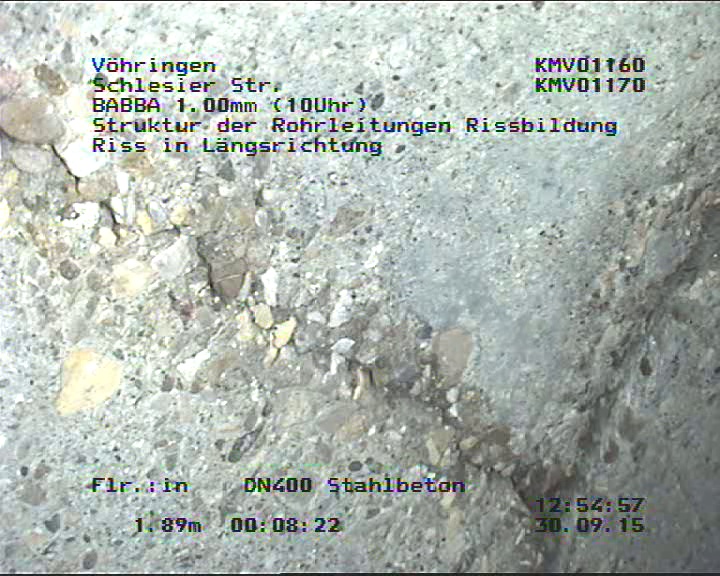 Vöhringen KMV01160
Schlesier Str. KMV01170
BABBA 1.00mm (10Uhr)
Struktur der Rohrleitungen Rissbildung
Riss in Längsrichtung
Flr.:in DN400 Stahlbeton
12:54:57
1.89m 00:08:22 30.09.15